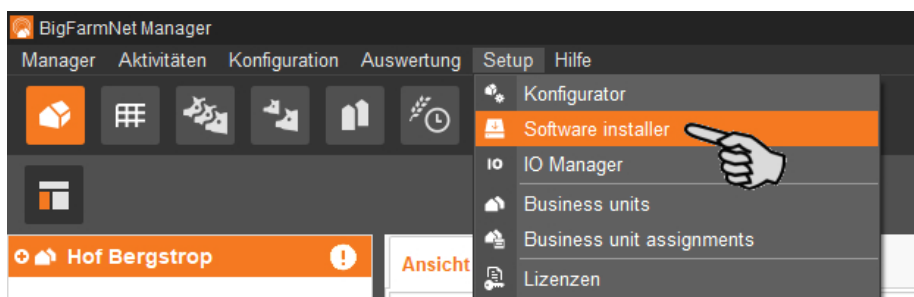 BigFarmNet Manager
Manager Aktivitäten Konfiguration Auswertung Setup Hilfe
Konfigurator
Software installer
IO IO Manager
Business units
Business unit assignments
Lizenzen
Hof Bergstrop
Ansicht